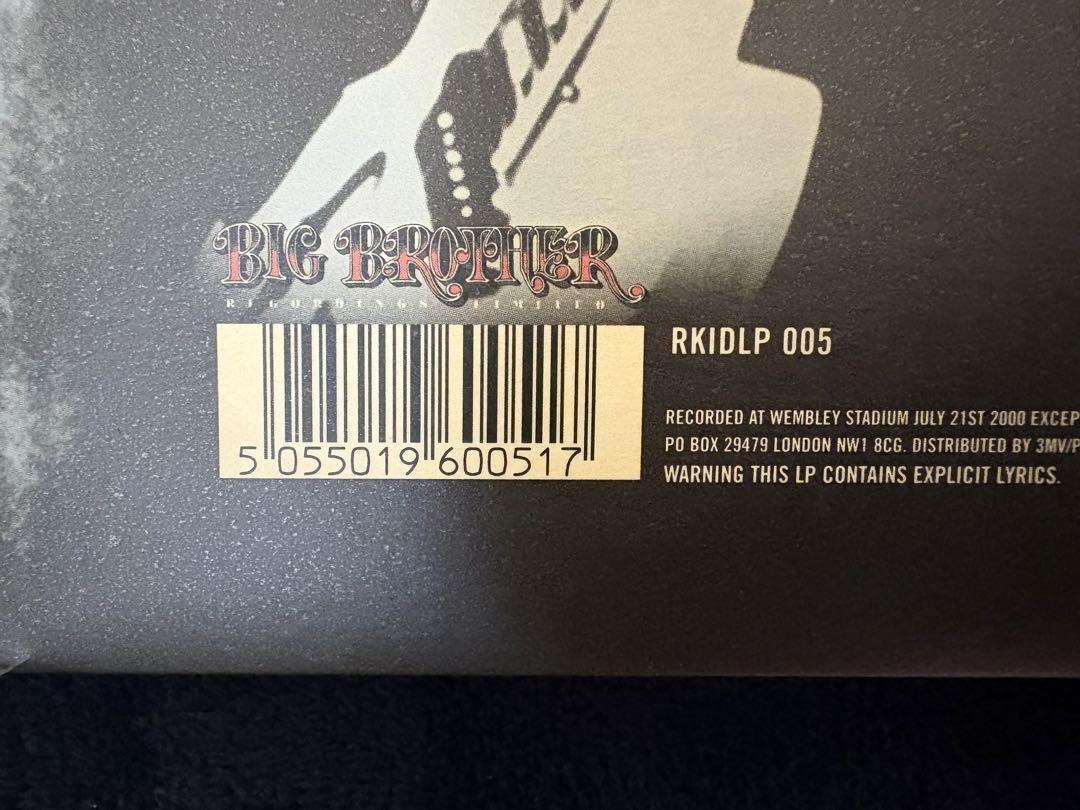 BIG BROTHER
RECORDINGS LIMITED
RKIDLP 005
5 055019 600517
RECORDED AT WEMBLEY STADIUM JULY 21ST 2000
PO BOX 29479 LONDON NW1 8CG. DISTRIBUTED BY 3MV/P
WARNING THIS LP CONTAINS EXPLICIT LYRICS.